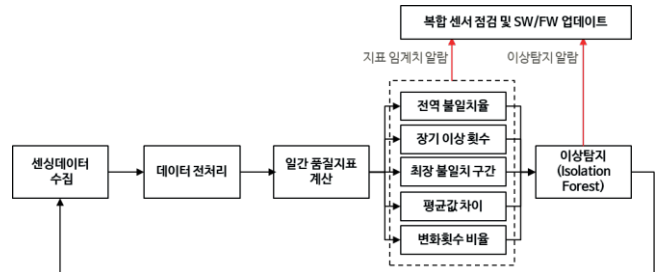 복합 센서 점검 및 SW/FW 업데이트
지표 임계치 알람
이상탐지 알람
전역 불일치율
장기 이상 횟수
최장 불일치 구간
평균값 차이
변화횟수 비율
센싱데이터
수집
데이터 전처리
일간 품질지표
계산
이상탐지
(Isolation
Forest)